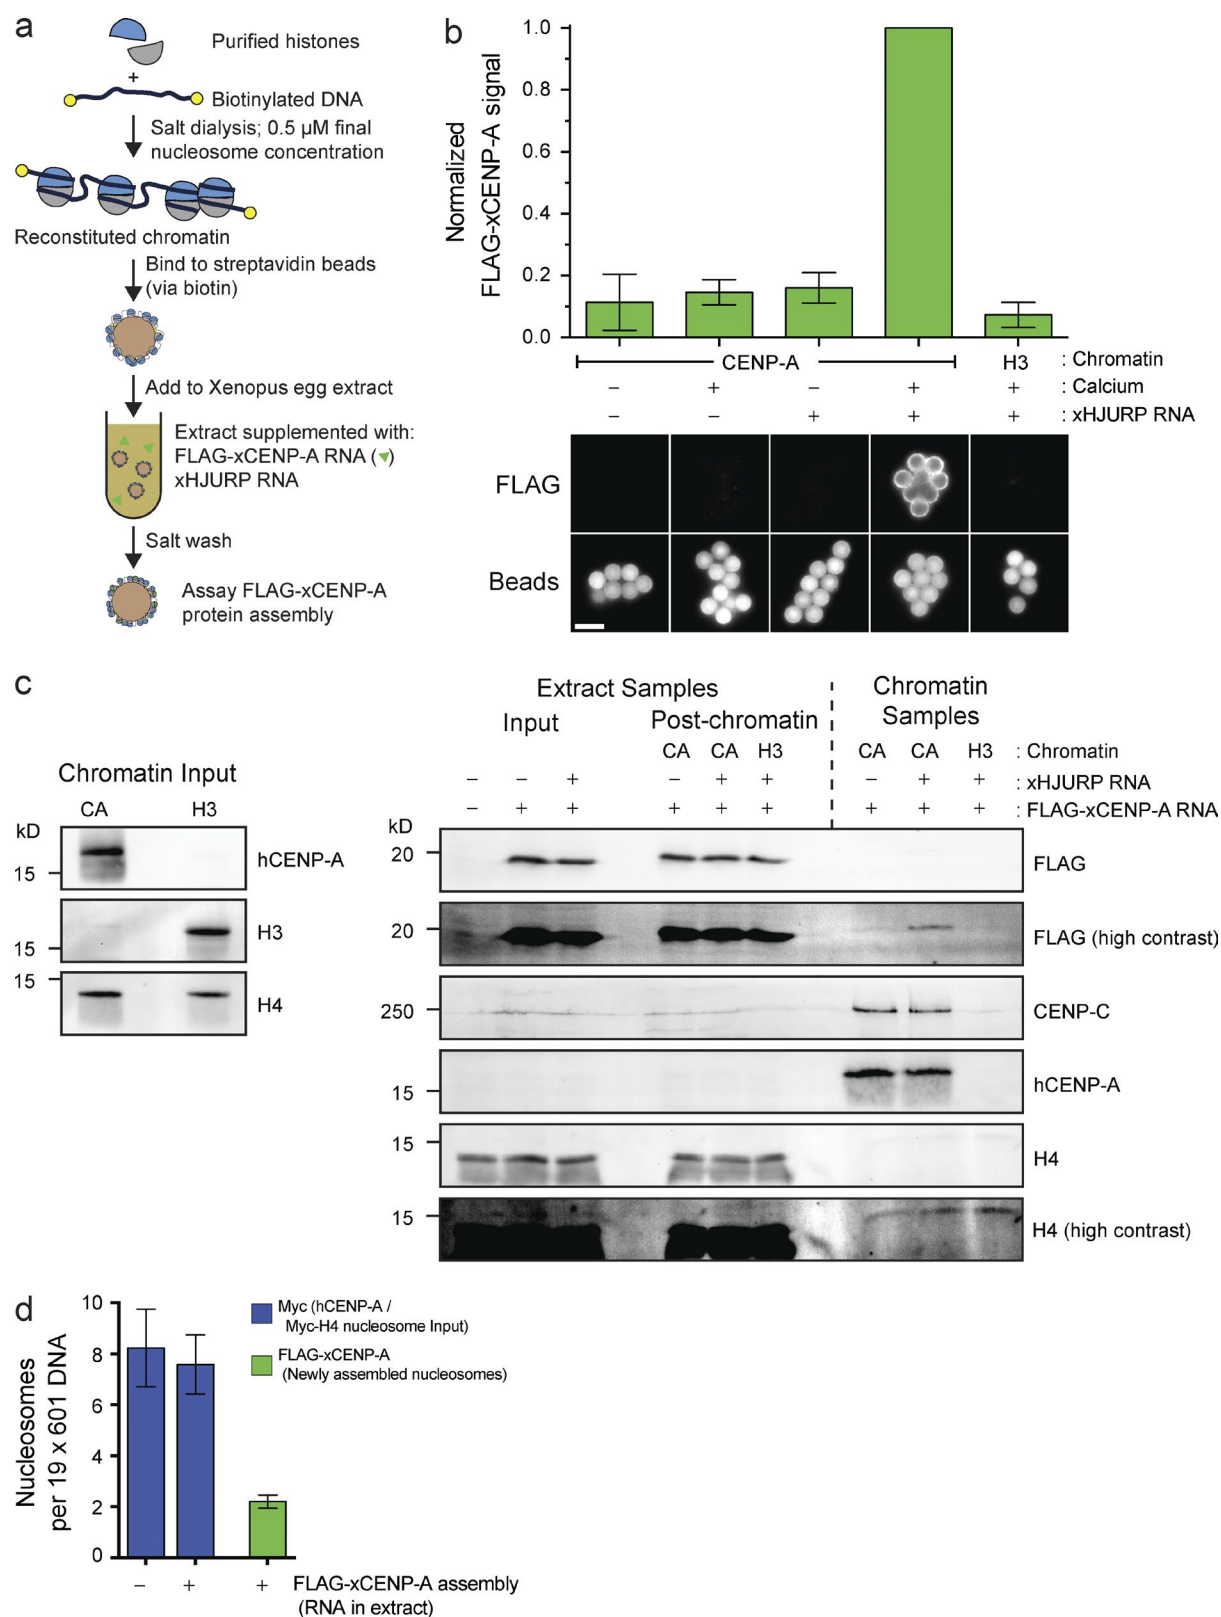 a
Purified histones
+
Biotinylated DNA
Salt dialysis; 0.5 µM final
nucleosome concentration
Reconstituted chromatin
Bind to streptavidin beads
(via biotin)
Add to Xenopus egg extract
Extract supplemented with:
FLAG-xCENP-A RNA ( )
xHJURP RNA
Salt wash
Assay FLAG-xCENP-A
protein assembly
b
Normalized
FLAG-xCENP-A signal
1.0
0.8
0.6
0.4
0.2
0.0
CENP-A H3 : Chromatin
– + – + + : Calcium
– – + + + : xHJURP RNA
FLAG
Beads
c
Chromatin Input
CA H3
kD
15 hCENP-A
15 H3
15 H4
Extract Samples
Input Post-chromatin
Chromatin
Samples
CA CA H3 CA CA H3 : Chromatin
– – + – + + – + + : xHJURP RNA
– + + + + + + + + : FLAG-xCENP-A RNA
kD
20 FLAG
20 FLAG (high contrast)
250 CENP-C
15 hCENP-A
15 H4
15 H4 (high contrast)
d
Nucleosomes
per 19 x 601 DNA
10
8
6
4
2
0
Myc (hCENP-A /
Myc-H4 nucleosome Input)
FLAG-xCENP-A
(Newly assembled nucleosomes)
– + + FLAG-xCENP-A assembly
(RNA in extract)